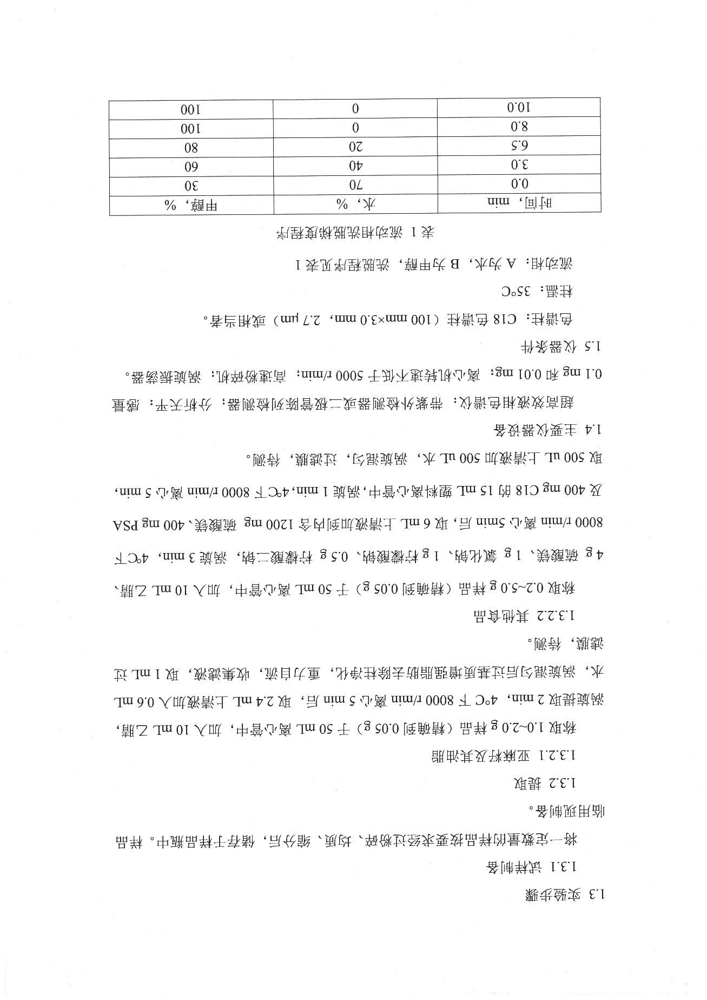 1.3 实验步骤
1.3.1 试样制备
将一定数量的样品按要求经过粉碎、均质、缩分后，储存于样品瓶中。样品
临用现制备。
1.3.2 提取
1.3.2.1 亚麻籽及其油脂
称取 1.0~2.0 g 样品（精确到 0.05 g）于 50 mL 离心管中，加入 10 mL 乙腈，
涡旋提取 2 min，4°C 下 8000 r/min 离心 5 min 后，取 2.4 mL 上清液加入 0.6 mL
水，涡旋混匀后过基质增强脂肪去除柱净化，重力自流，收集滤液，取 1 mL 过
滤膜，待测。
1.3.2.2 其他食品
称取 0.2~5.0 g 样品（精确到 0.05 g）于 50 mL 离心管中，加入 10 mL 乙腈、
4 g 硫酸镁、1 g 氯化钠、1 g 柠檬酸钠、0.5 g 柠檬酸二钠，涡旋 3 min，4°C下
8000 r/min 离心 5min 后，取 6 mL 上清液加到内含 1200 mg 硫酸镁、400 mg PSA
及 400 mg C18 的 15 mL 塑料离心管中，涡旋 1 min，4°C下 8000 r/min 离心 5 min，
取 500 uL 上清液加 500 uL 水，涡旋混匀，过滤膜，待测。
1.4 主要仪器设备
超高效液相色谱仪：带紫外检测器或二极管陈列检测器；分析天平：感量
0.1 mg 和 0.01 mg；离心机转速不低于 5000 r/min；高速粉碎机；涡旋振荡器。
1.5 仪器条件
色谱柱：C18 色谱柱（100 mm×3.0 mm，2.7 μm）或相当者。
柱温：35°C
流动相：A 为水，B 为甲醇，洗脱程序见表 1
表 1 流动相洗脱梯度程序
时间，min 水，% 甲醇，%
0.0 70 30
3.0 40 60
6.5 20 80
8.0 0 100
10.0 0 100